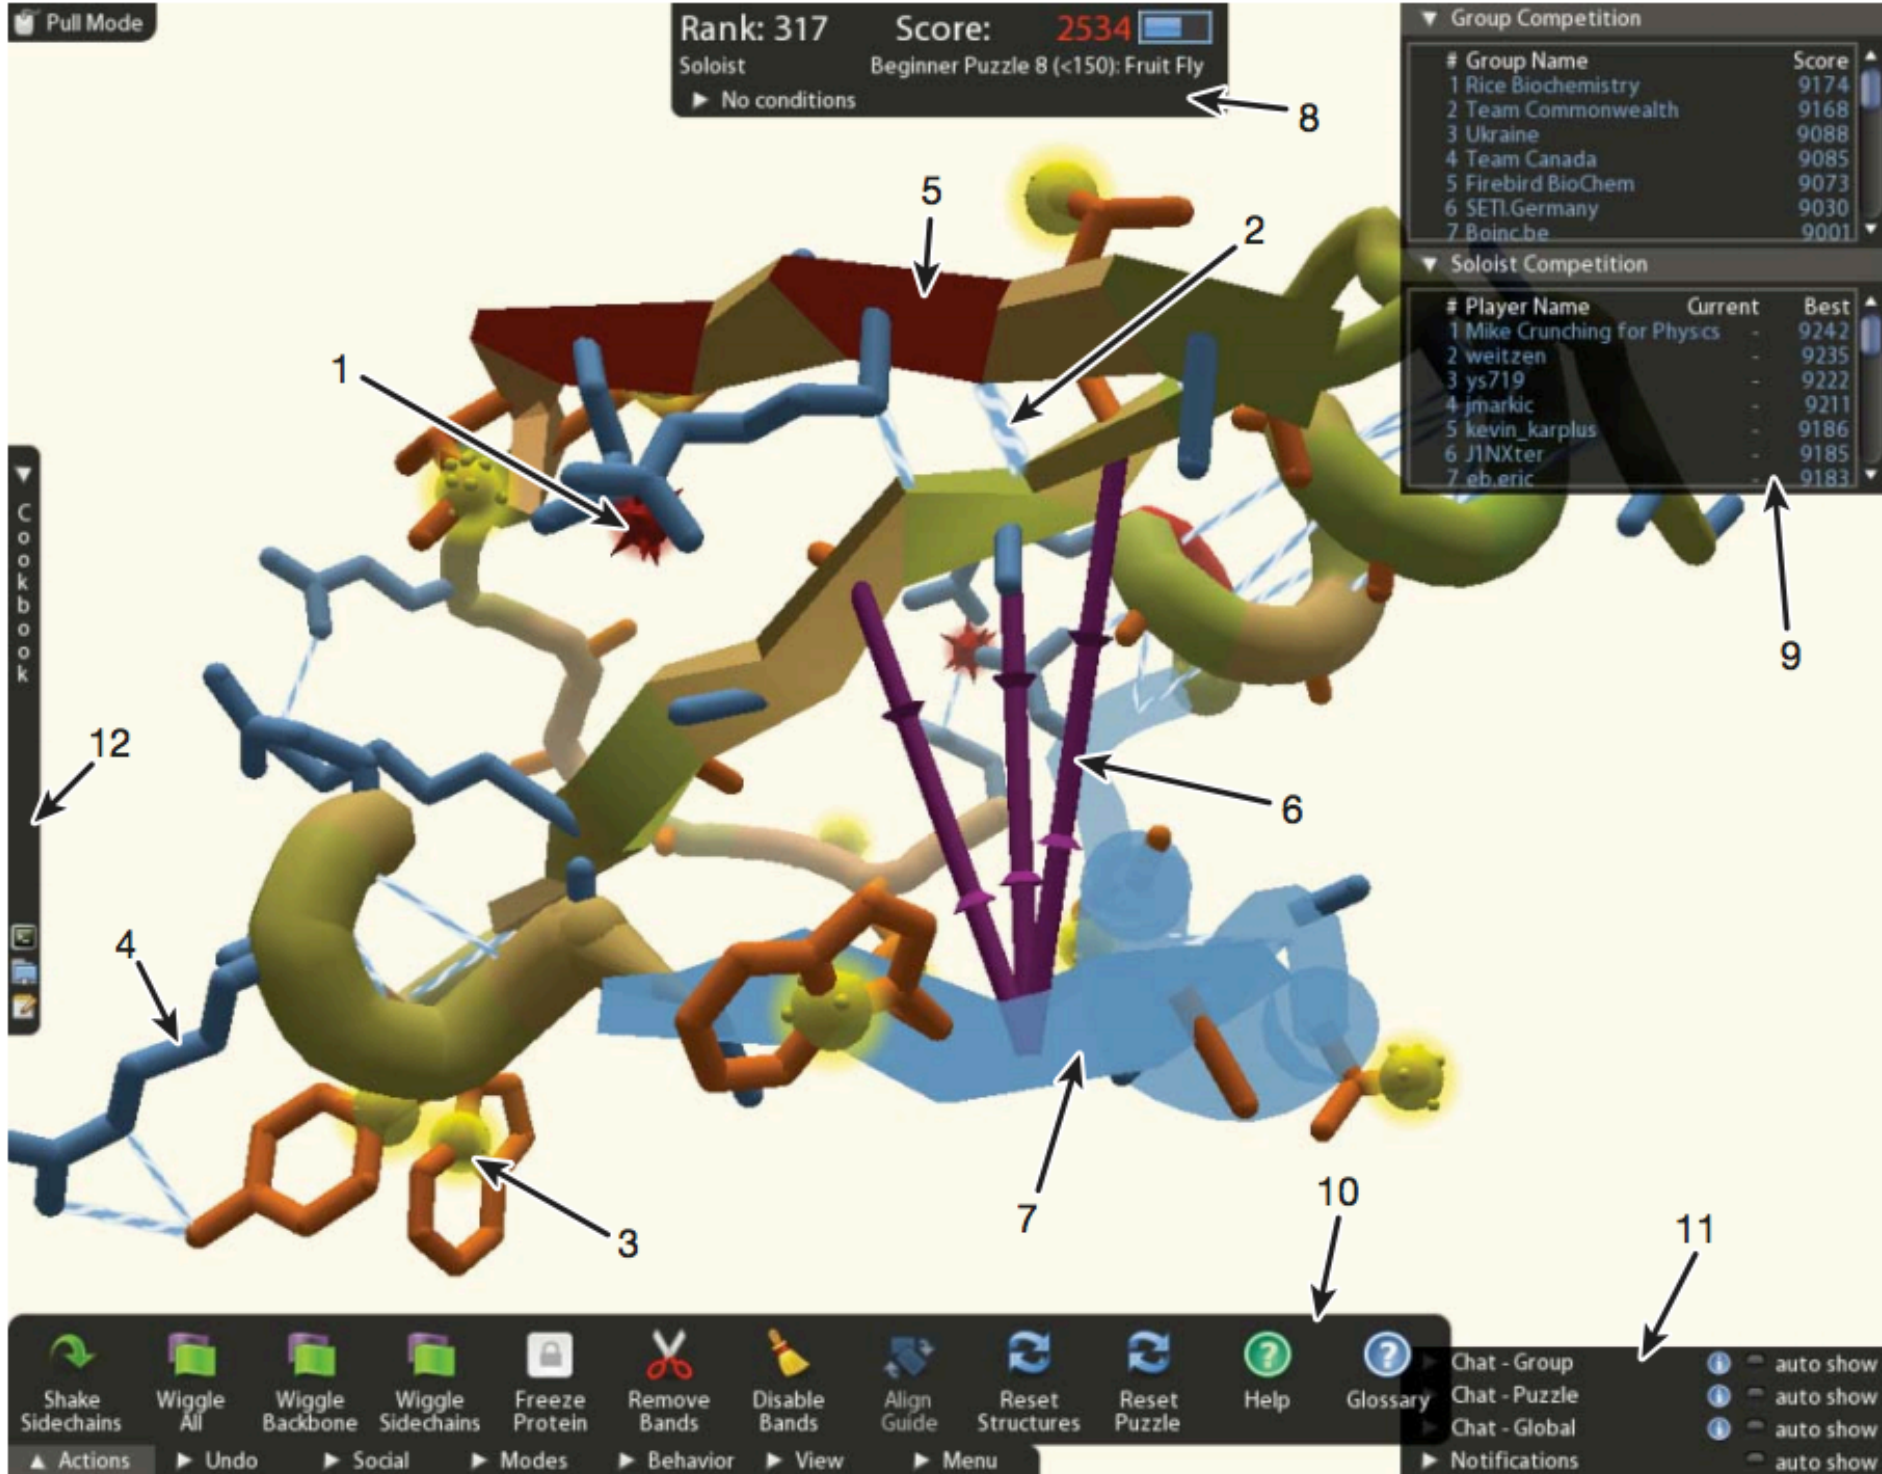 Pull Mode
Rank: 317 Score: 2534
Soloist Beginner Puzzle 8 (<150): Fruit Fly
No conditions
8
Group Competition
# Group Name Score
1 Rice Biochemistry 9174
2 Team Commonwealth 9168
3 Ukraine 9088
4 Team Canada 9085
5 Firebird BioChem 9073
6 SETI.Germany 9030
7 Boinc.be 9001
Soloist Competition
# Player Name Current Best
1 Mike Crunching for Physics - 9242
2 weitzen - 9235
3 ys719 - 9222
4 jmarkic - 9211
5 kevin_karplus - 9186
6 J1NXter - 9185
7 eb.eric - 9183
5
2
1
9
Cookbook
12
6
4
7
3
10
11
Shake Sidechains
Wiggle All
Wiggle Backbone
Wiggle Sidechains
Freeze Protein
Remove Bands
Disable Bands
Align Guide
Reset Structures
Reset Puzzle
Help
Glossary
Actions Undo Social Modes Behavior View Menu
Chat - Group auto show
Chat - Puzzle auto show
Chat - Global auto show
Notifications auto show